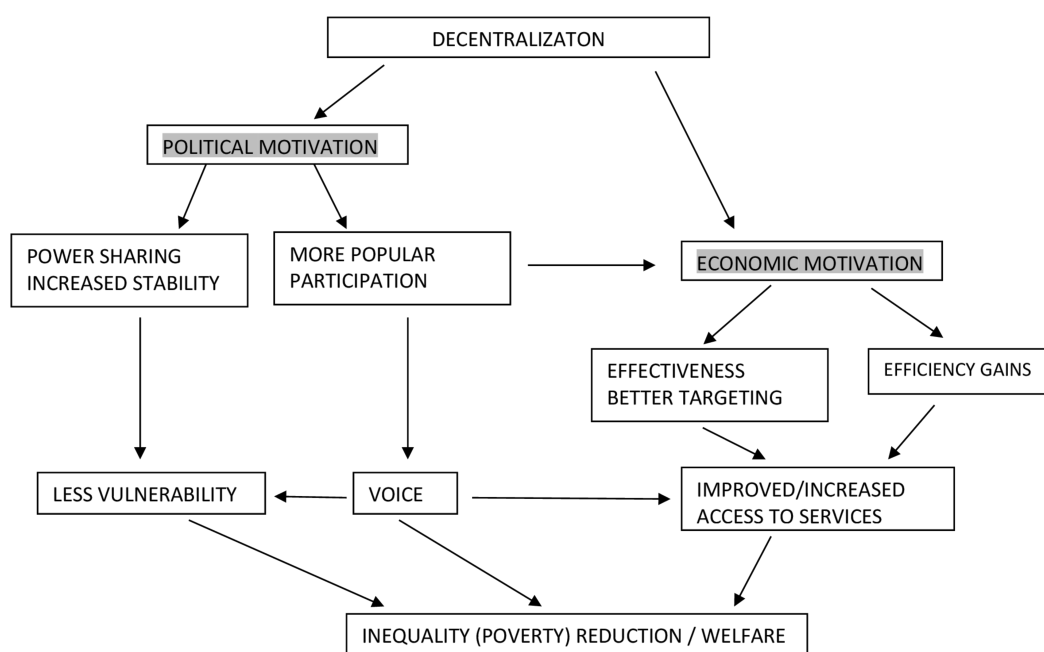 DECENTRALIZATON
POLITICAL MOTIVATION
POWER SHARING
INCREASED STABILITY
MORE POPULAR
PARTICIPATION
ECONOMIC MOTIVATION
EFFECTIVENESS
BETTER TARGETING
EFFICIENCY GAINS
LESS VULNERABILITY
VOICE
IMPROVED/INCREASED
ACCESS TO SERVICES
INEQUALITY (POVERTY) REDUCTION / WELFARE